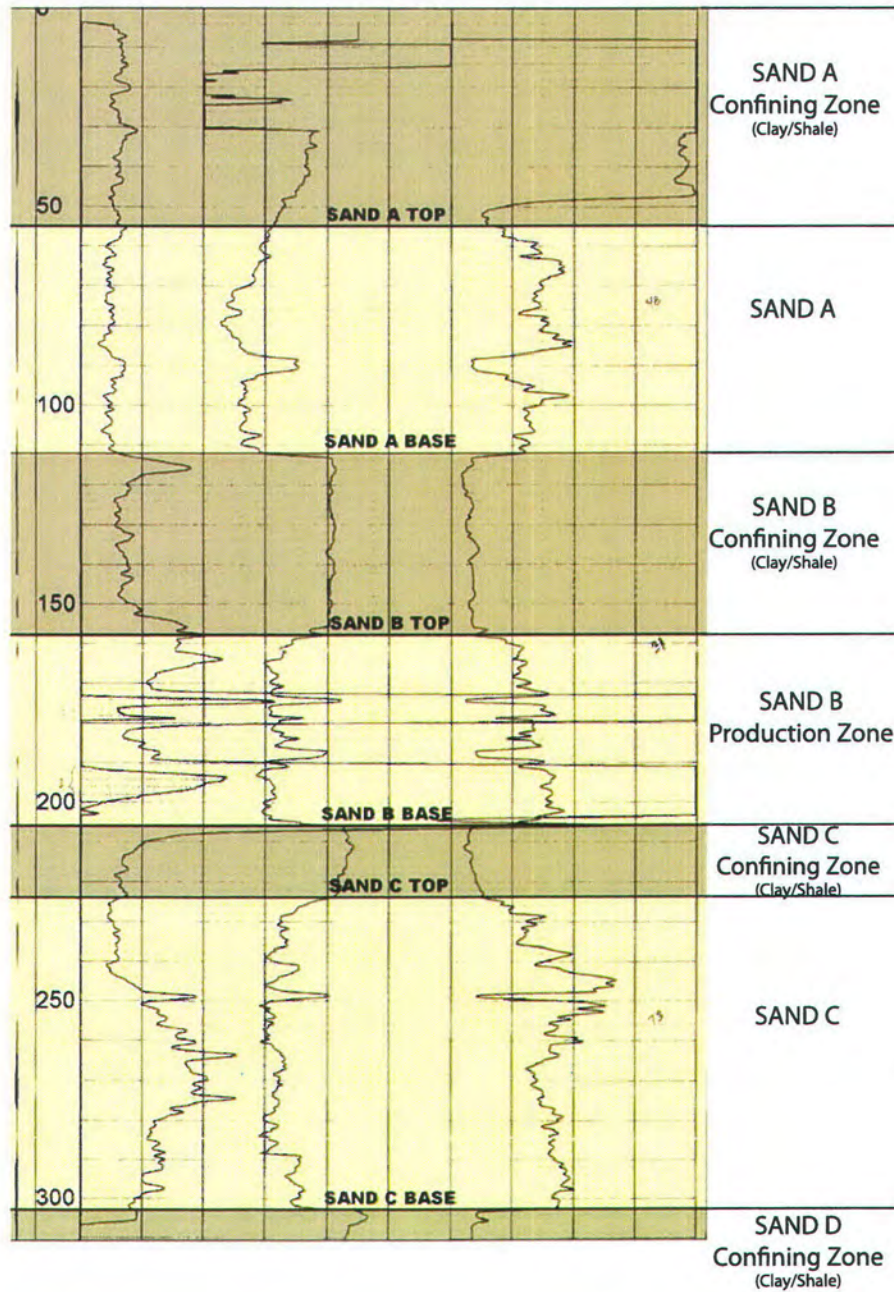 0
SAND A
Confining Zone
(Clay/Shale)
50
SAND A TOP
SAND A
100
SAND A BASE
SAND B
Confining Zone
(Clay/Shale)
150
SAND B TOP
SAND B
Production Zone
200
SAND B BASE
SAND C
Confining Zone
(Clay/Shale)
SAND C TOP
250
SAND C
300
SAND C BASE
SAND D
Confining Zone
(Clay/Shale)